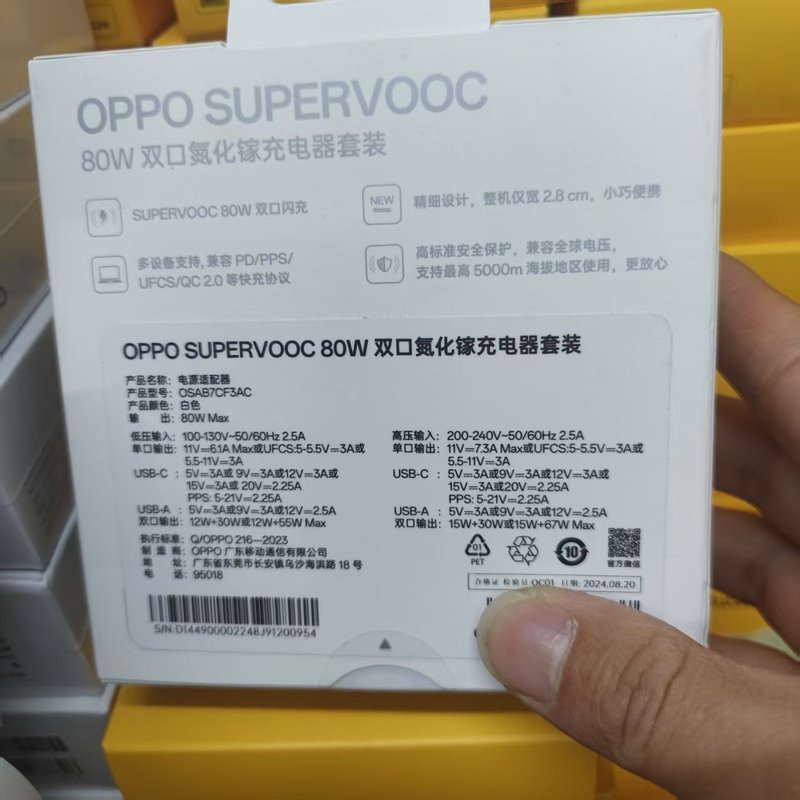 OPPO SUPERVOOC
80W 双口氮化镓充电器套装
SUPERVOOC 80W 双口闪充
NEW
精细设计，整机仅宽 2.8 cm，小巧便携
多设备支持, 兼容 PD/PPS/
UFCS/QC 2.0 等快充协议
高标准安全保护，兼容全球电压，
支持最高 5000m 海拔地区使用，更放心
OPPO SUPERVOOC 80W 双口氮化镓充电器套装
产品名称：电源适配器
产品型号：OSAB7CF3AC
产品颜色：白色
输 出：80W Max
低压输入：100-130V~50/60Hz 2.5A
单口输出：11V⎓6.1A Max或UFCS:5-5.5V⎓3A或
5.5-11V⎓3A
USB-C : 5V⎓3A或 9V⎓3A或12V⎓3A或
15V⎓3A或 20V⎓2.25A
PPS: 5-21V⎓2.25A
USB-A : 5V⎓3A或9V⎓3A或12V⎓2.5A
双口输出：12W+30W或12W+55W Max
高压输入：200-240V~50/60Hz 2.5A
单口输出：11V⎓7.3A Max或UFCS:5-5.5V⎓3A或
5.5-11V⎓3A
USB-C : 5V⎓3A或9V⎓3A或12V⎓3A或
15V⎓3A或20V⎓2.25A
PPS: 5-21V⎓2.25A
USB-A : 5V⎓3A或9V⎓3A或12V⎓2.5A
双口输出：15W+30W或15W+67W Max
执行标准：Q/OPPO 216-2023
制 造 商：OPPO 广东移动通信有限公司
地 址：广东省东莞市长安镇乌沙海滨路 18 号
电 话：95018
01
PET
10
官方微信
合格证 检验员:QC01 日期: 2024.08.20
S/N:D14490000224BJ91200954